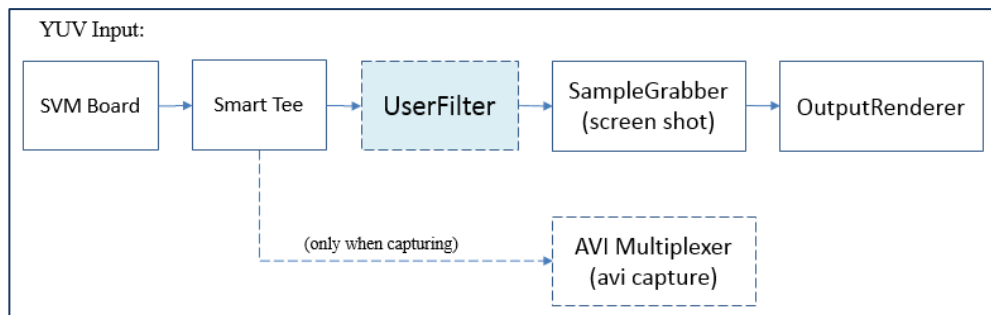 YUV Input:
SVM Board
Smart Tee
UserFilter
SampleGrabber
(screen shot)
OutputRenderer
(only when capturing)
AVI Multiplexer
(avi capture)